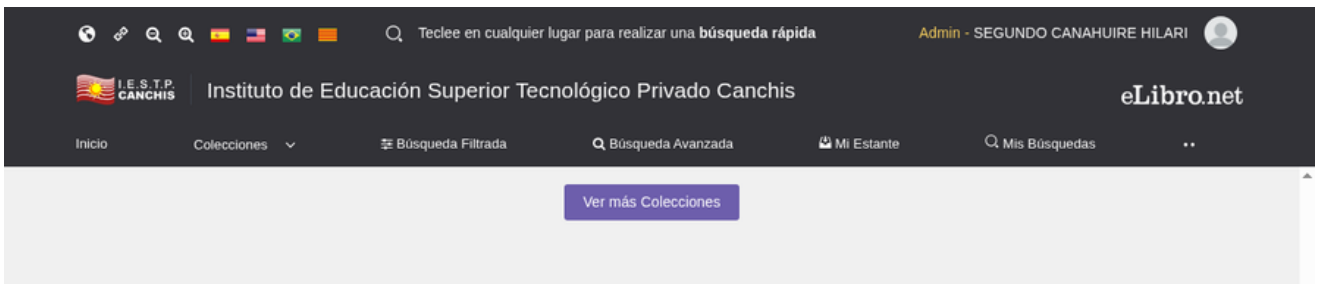 Teclee en cualquier lugar para realizar una búsqueda rápida
Admin - SEGUNDO CANAHUIRE HILARI
I.E.S.T.P.
CANCHIS
Instituto de Educación Superior Tecnológico Privado Canchis
eLibro.net
Inicio Colecciones Búsqueda Filtrada Búsqueda Avanzada Mi Estante Mis Búsquedas
Ver más Colecciones